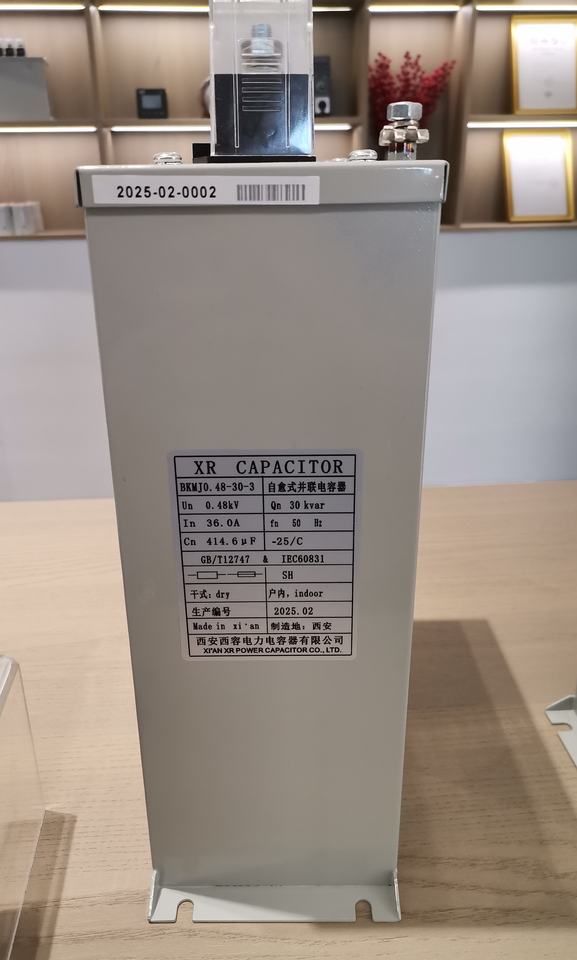 2025-02-0002
XR CAPACITOR
BKMJ0.48-30-3 自愈式并联电容器
Un 0.48kV Qn 30 kvar
In 36.0A fn 50 Hz
Cn 414.6μF -25/C
GB/T12747 & IEC60831
SH
干式: dry 户内, indoor
生产编号 2025.02
Made in xi'an 制造地: 西安
西安西容电力电容器有限公司
XI'AN XR POWER CAPACITOR CO., LTD.